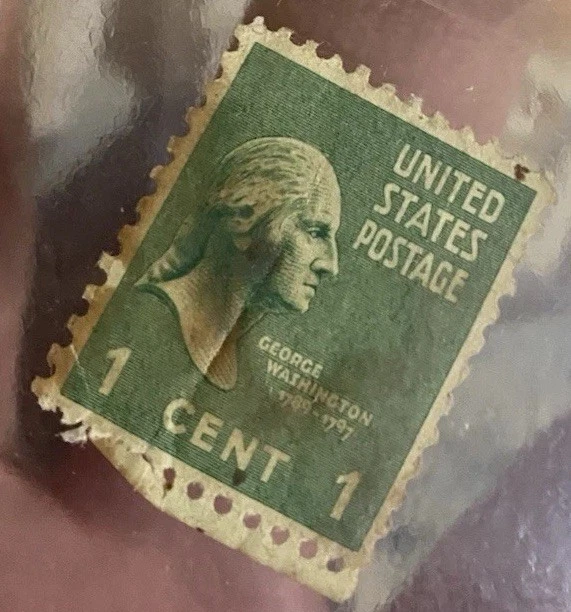 UNITED
STATES
POSTAGE
GEORGE
WASHINGTON
1789-1797
1 CENT 1